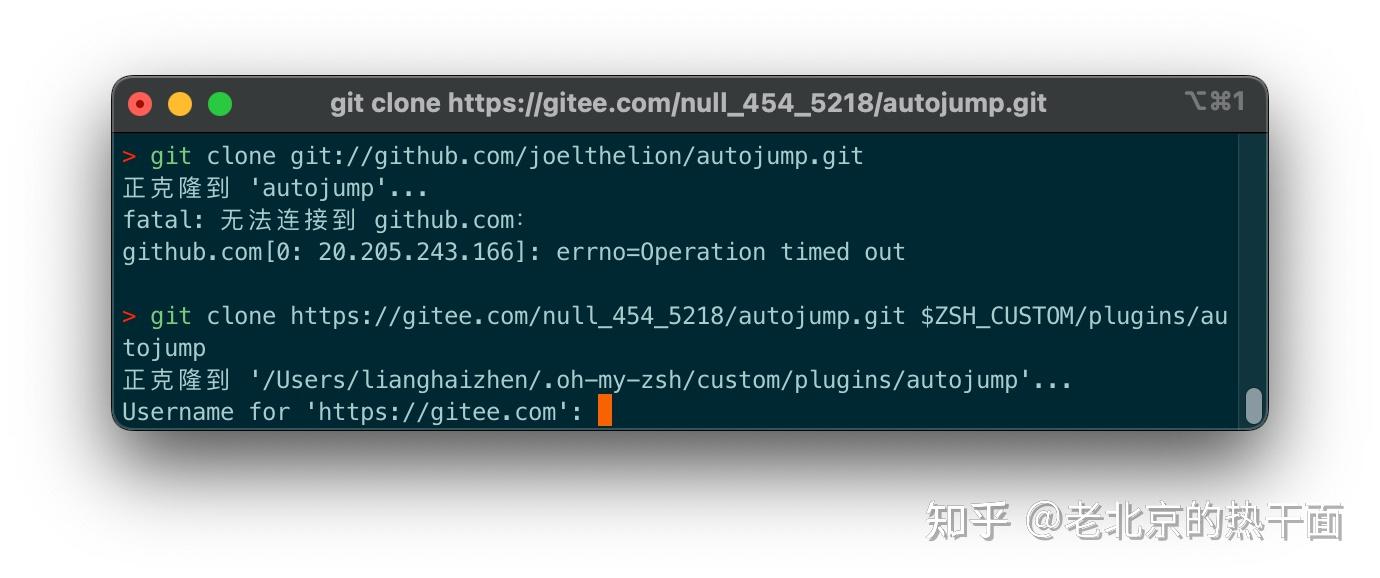 git clone https://gitee.com/null_454_5218/autojump.git
⌥⌘1
> git clone git://github.com/joelthelion/autojump.git
正克隆到 'autojump'...
fatal: 无法连接到 github.com:
github.com[0: 20.205.243.166]: errno=Operation timed out
> git clone https://gitee.com/null_454_5218/autojump.git $ZSH_CUSTOM/plugins/au
tojump
正克隆到 '/Users/lianghaizhen/.oh-my-zsh/custom/plugins/autojump'...
Username for 'https://gitee.com':
知乎 @老北京的热干面